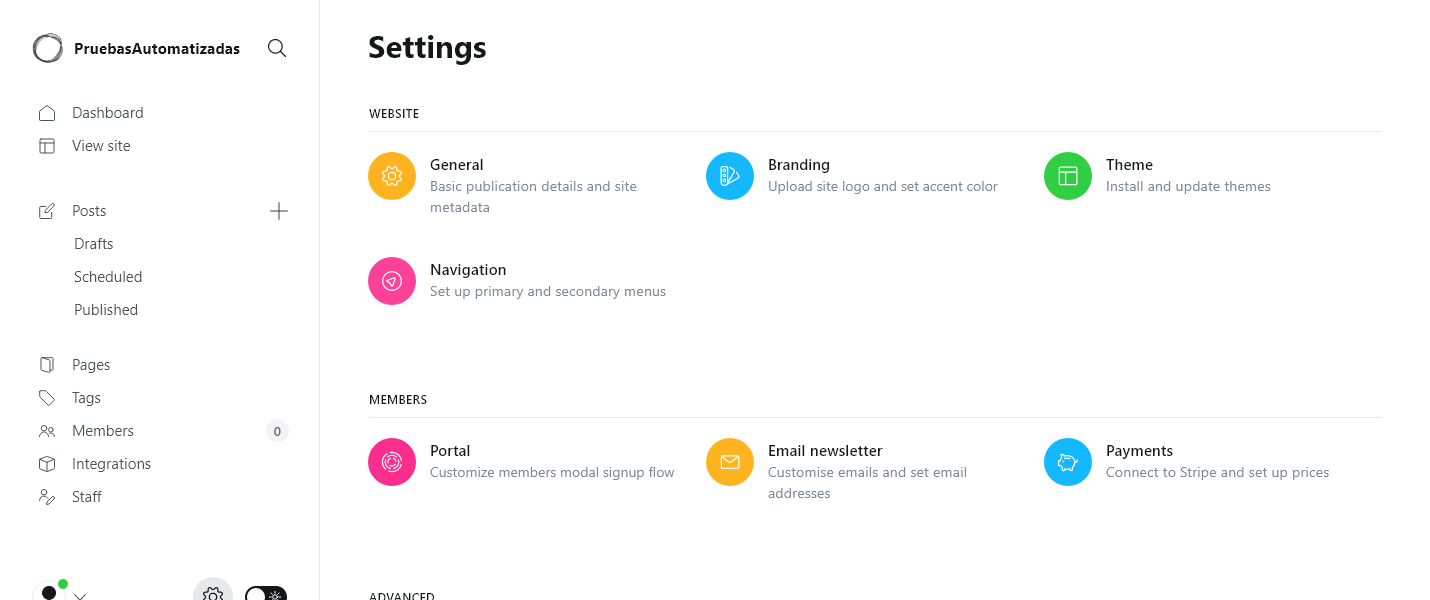 PruebasAutomatizadas
Dashboard
View site
Posts
Drafts
Scheduled
Published
Pages
Tags
Members 0
Integrations
Staff
Settings
WEBSITE
General
Basic publication details and site
metadata
Branding
Upload site logo and set accent color
Theme
Install and update themes
Navigation
Set up primary and secondary menus
MEMBERS
Portal
Customize members modal signup flow
Email newsletter
Customise emails and set email
addresses
Payments
Connect to Stripe and set up prices
ADVANCED